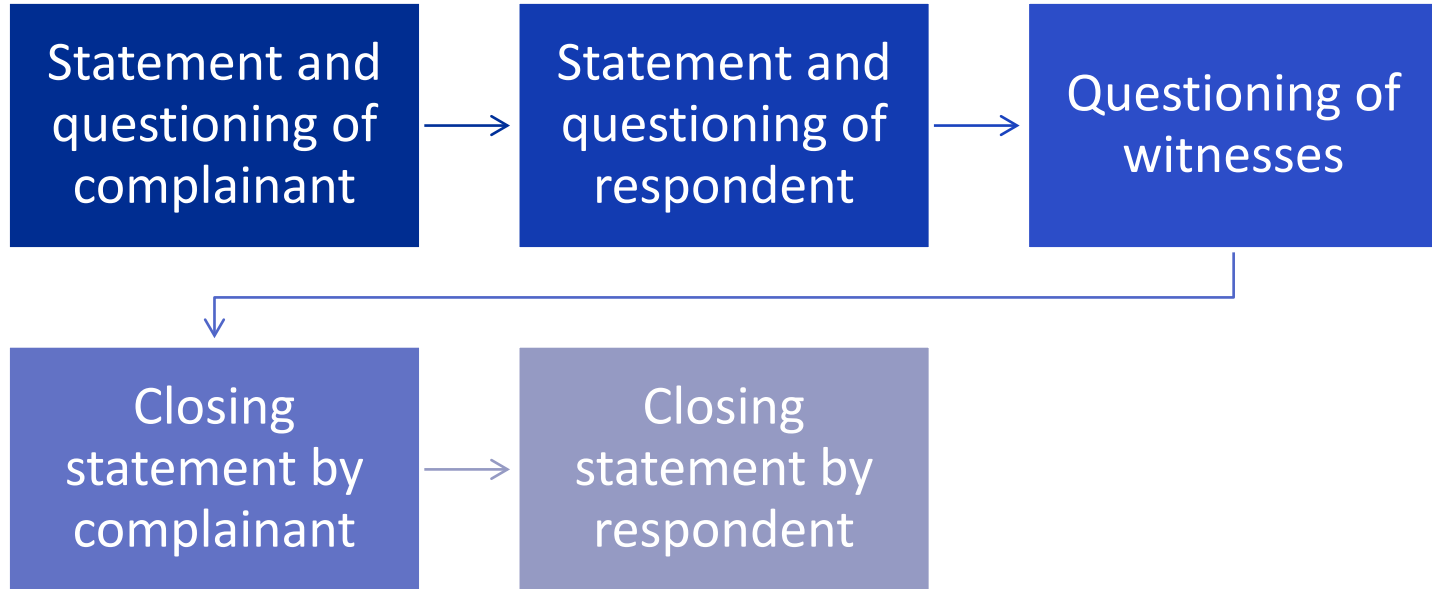 Statement and
questioning of
complainant
Statement and
questioning of
respondent
Questioning of
witnesses
Closing
statement by
complainant
Closing
statement by
respondent